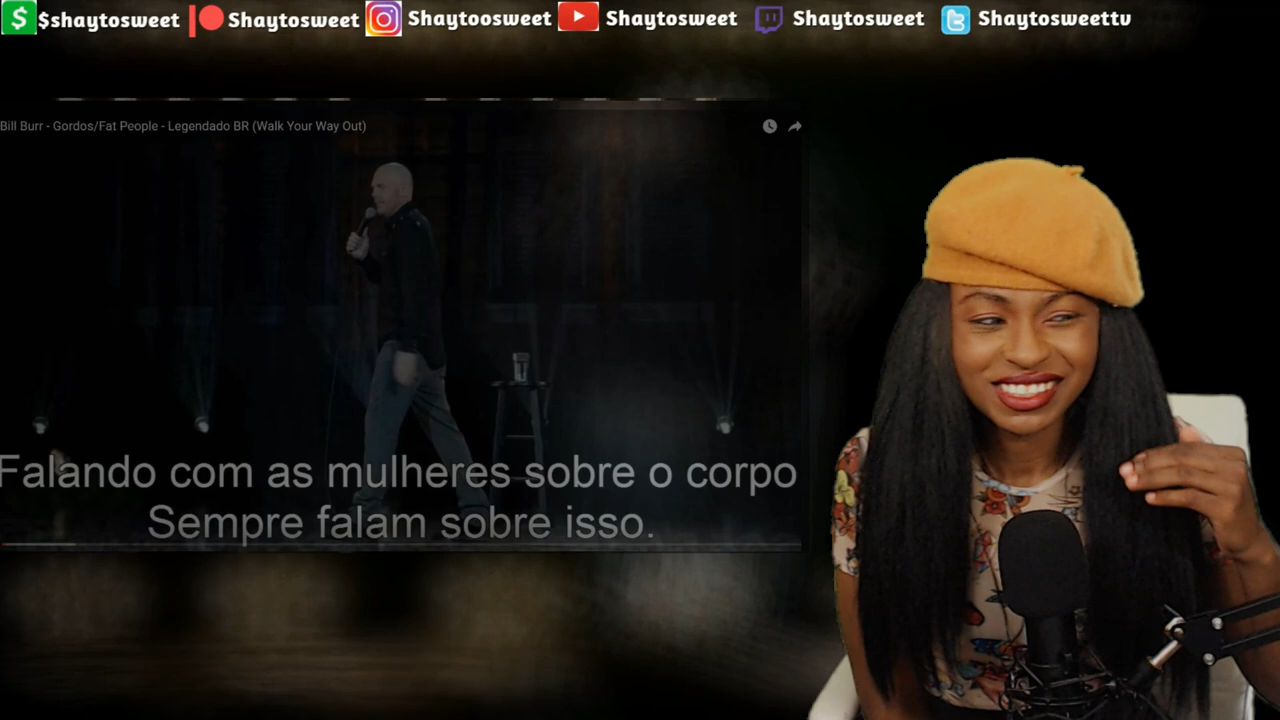 $shaytosweet Shaytosweet Shaytoosweet Shaytosweet Shaytosweet Shaytosweettv
Bill Burr - Gordos/Fat People - Legendado BR (Walk Your Way Out)
Falando com as mulheres sobre o corpo
Sempre falam sobre isso.